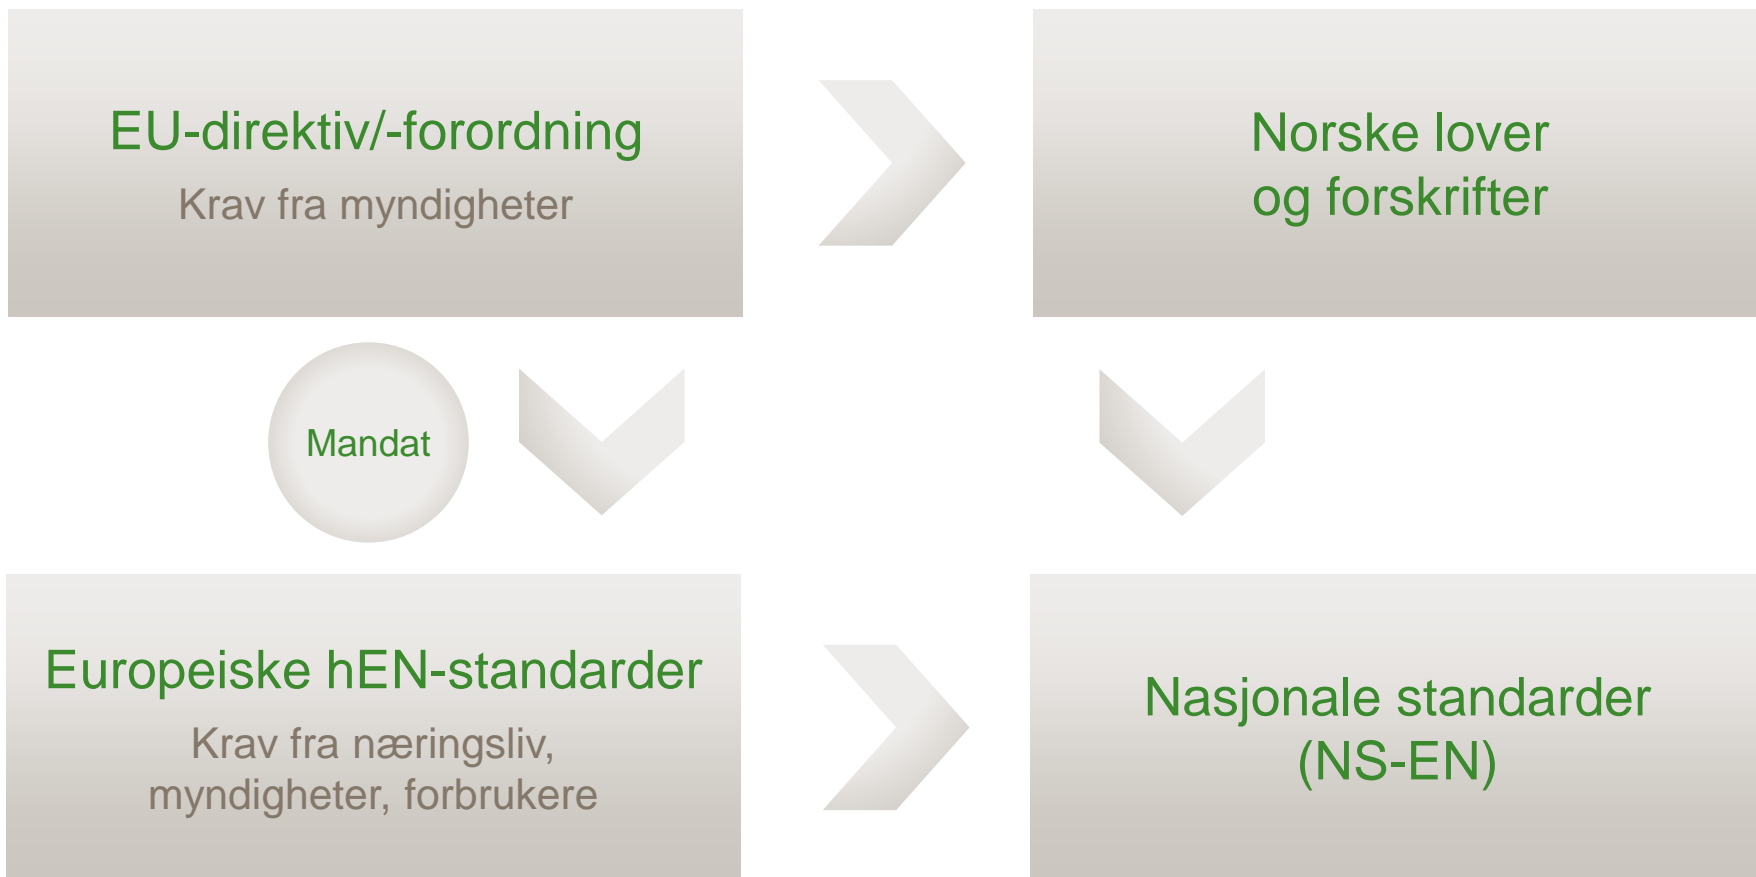 EU-direktiv/-forordning
Krav fra myndigheter
Norske lover
og forskrifter
Mandat
Europeiske hEN-standarder
Krav fra næringsliv,
myndigheter, forbrukere
Nasjonale standarder
(NS-EN)